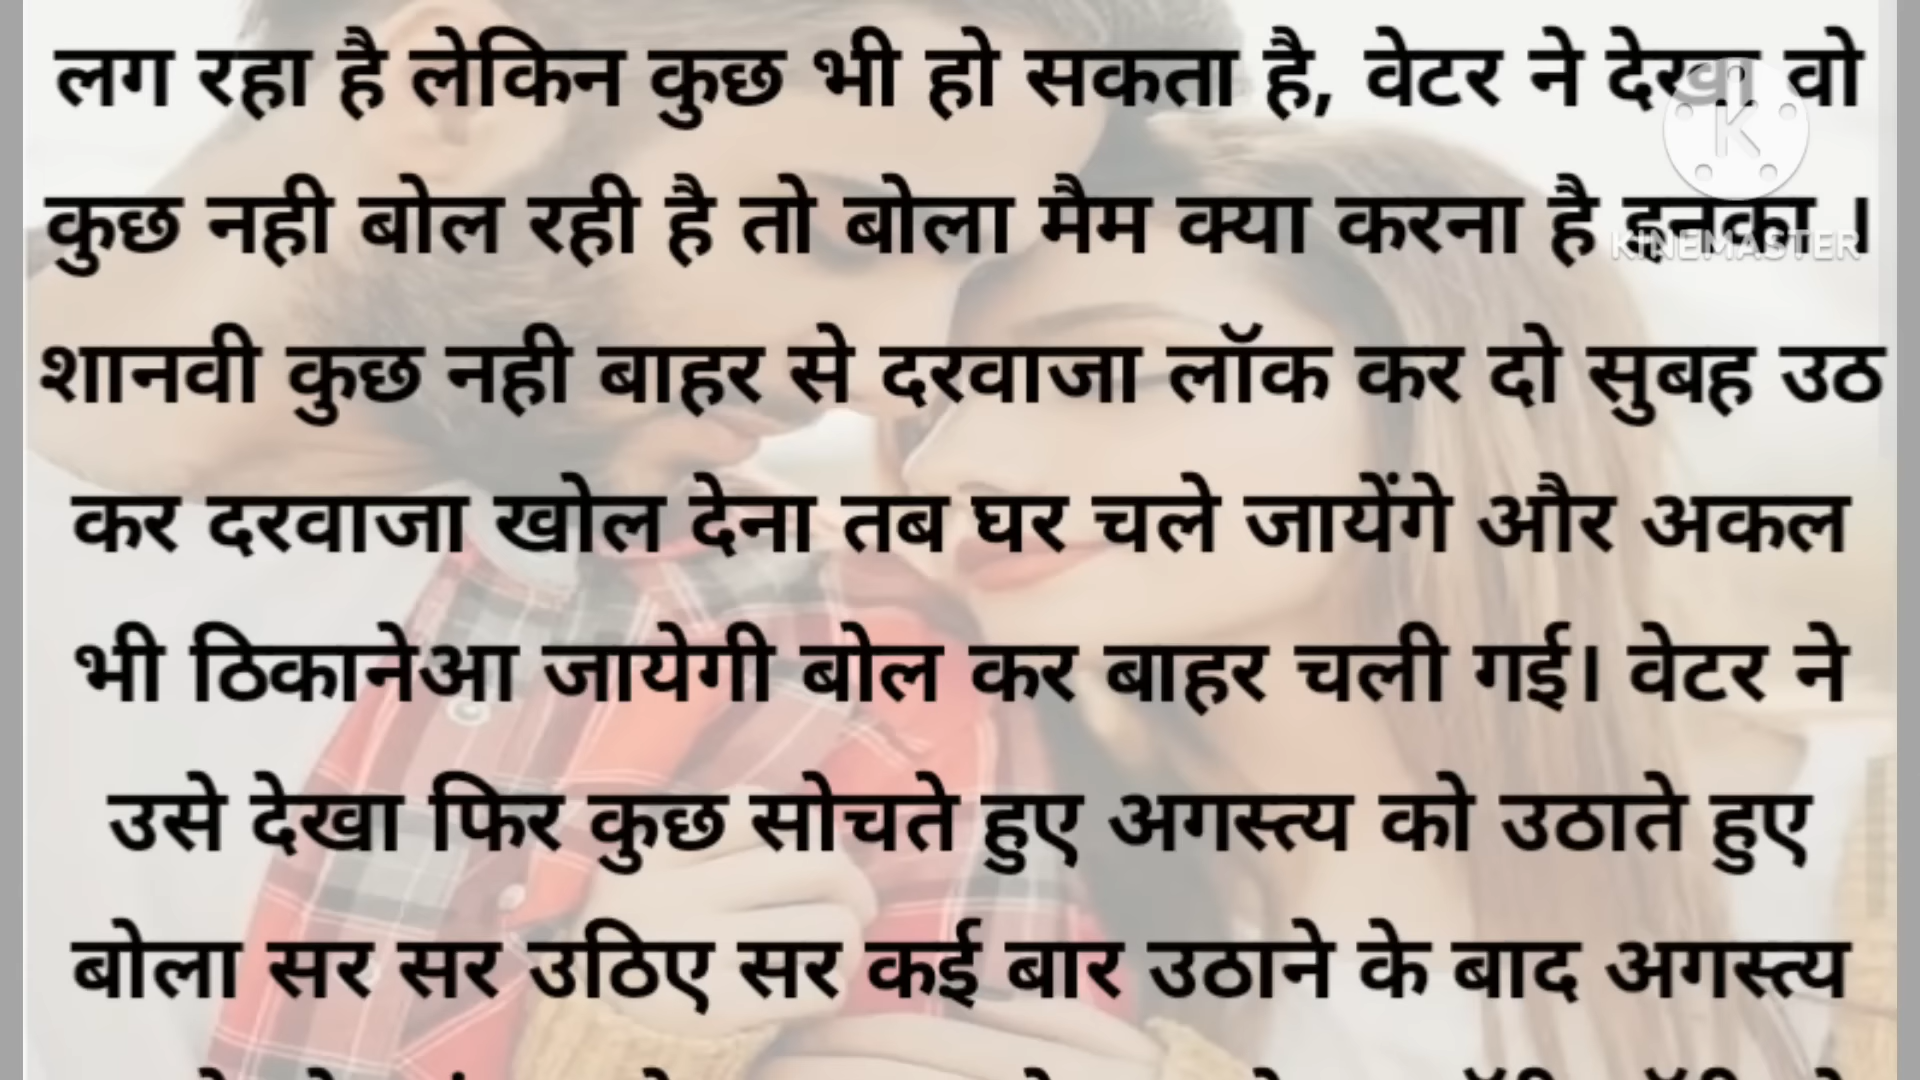 लग रहा है लेकिन कुछ भी हो सकता है, वेटर ने देखा वो
कुछ नही बोल रही है तो बोला मैम क्या करना है इनका ।
शानवी कुछ नही बाहर से दरवाजा लॉक कर दो सुबह उठ
कर दरवाजा खोल देना तब घर चले जायेंगे और अकल
भी ठिकानेआ जायेगी बोल कर बाहर चली गई। वेटर ने
उसे देखा फिर कुछ सोचते हुए अगस्त्य को उठाते हुए
बोला सर सर उठिए सर कई बार उठाने के बाद अगस्त्य
K
KINEMASTER